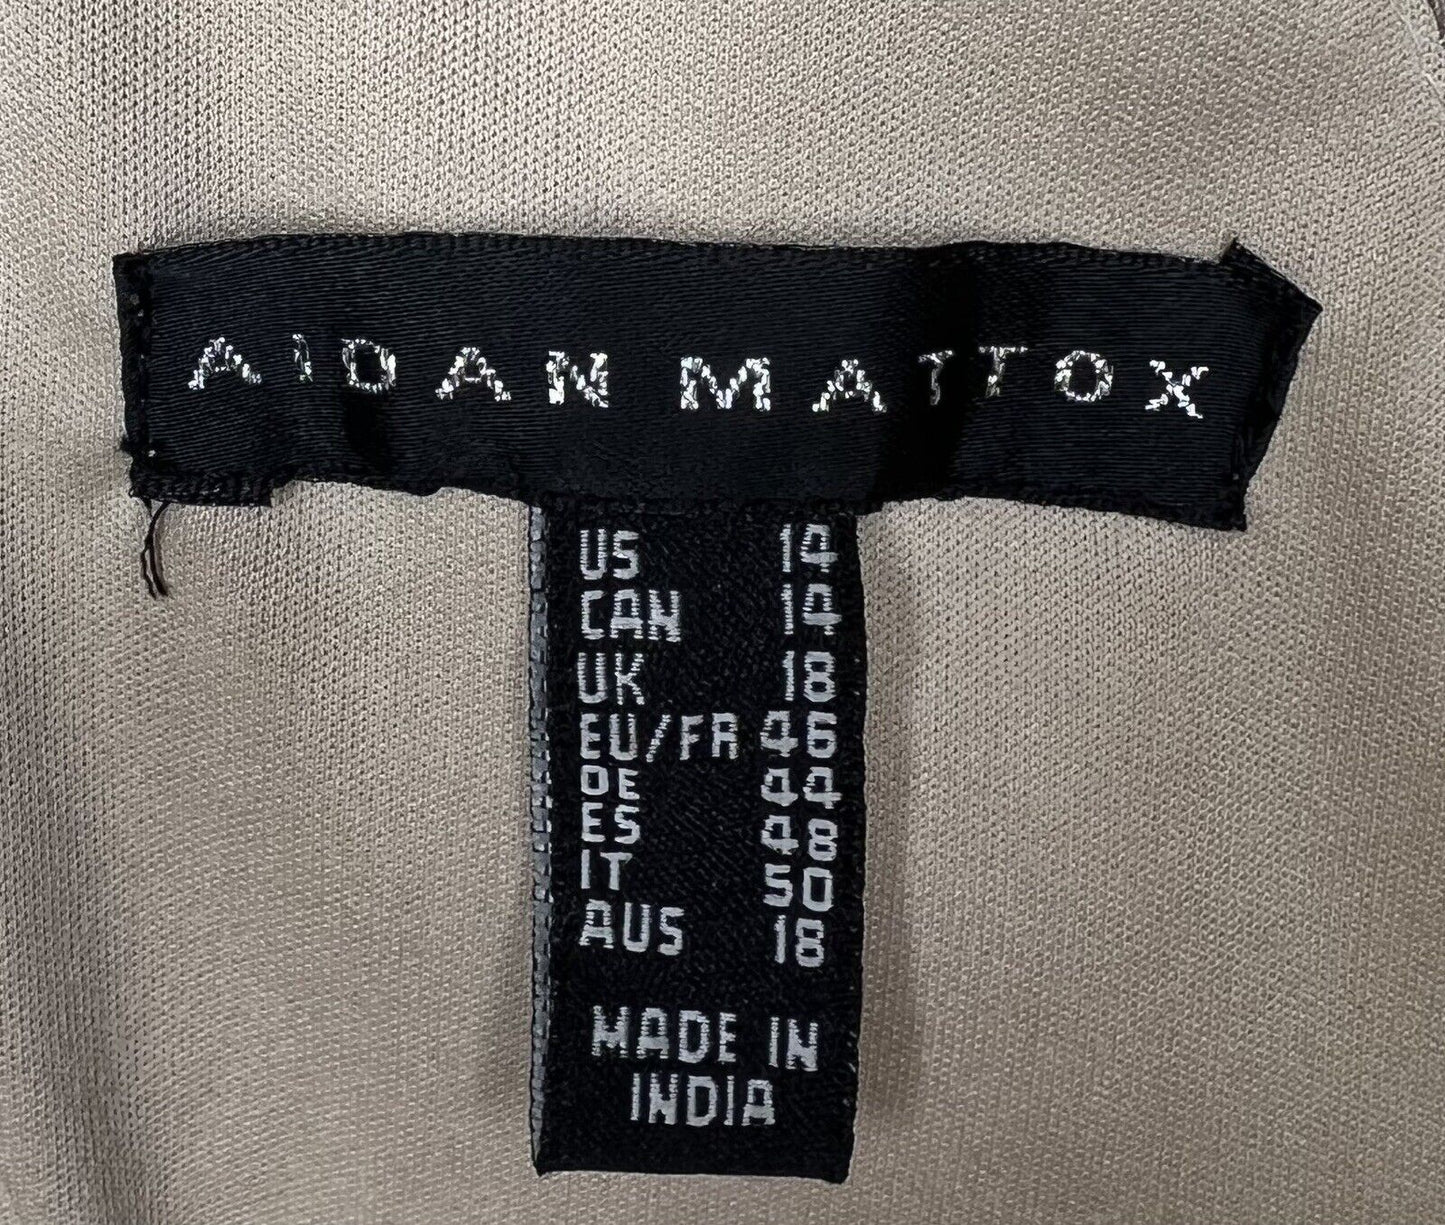 AIDAN MATTOX
US 14
CAN 14
UK 18
EU/FR 46
DE 44
ES 48
IT 50
AUS 18
MADE IN
INDIA